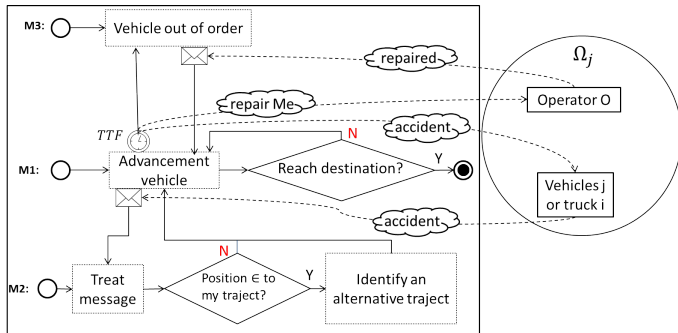 M3:
Vehicle out of order
repaired
Ωj
repair Me
Operator O
TTF
accident
N
M1:
Advancement
vehicle
Reach destination?
Y
Vehicles j
or truck i
accident
N
M2:
Treat
message
Position ∈ to
my traject?
Y
Identify an
alternative traject